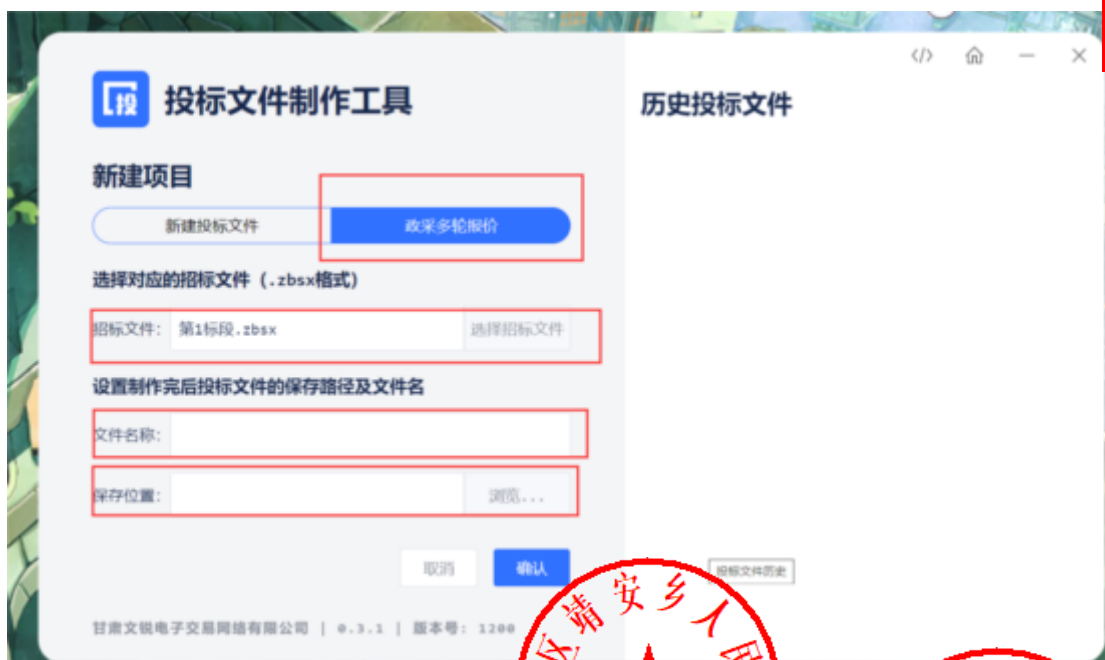 投
投标文件制作工具
历史投标文件
新建项目
新建投标文件
政采多轮报价
选择对应的招标文件（.zbsx格式）
招标文件: 第1标段.zbsx 选择招标文件
设置制作完后投标文件的保存路径及文件名
文件名称:
保存位置: 浏览...
取消 确认
投标文件历史
甘肃文锐电子交易网络有限公司 | 0.3.1 | 版本号: 1200
区靖安乡人民